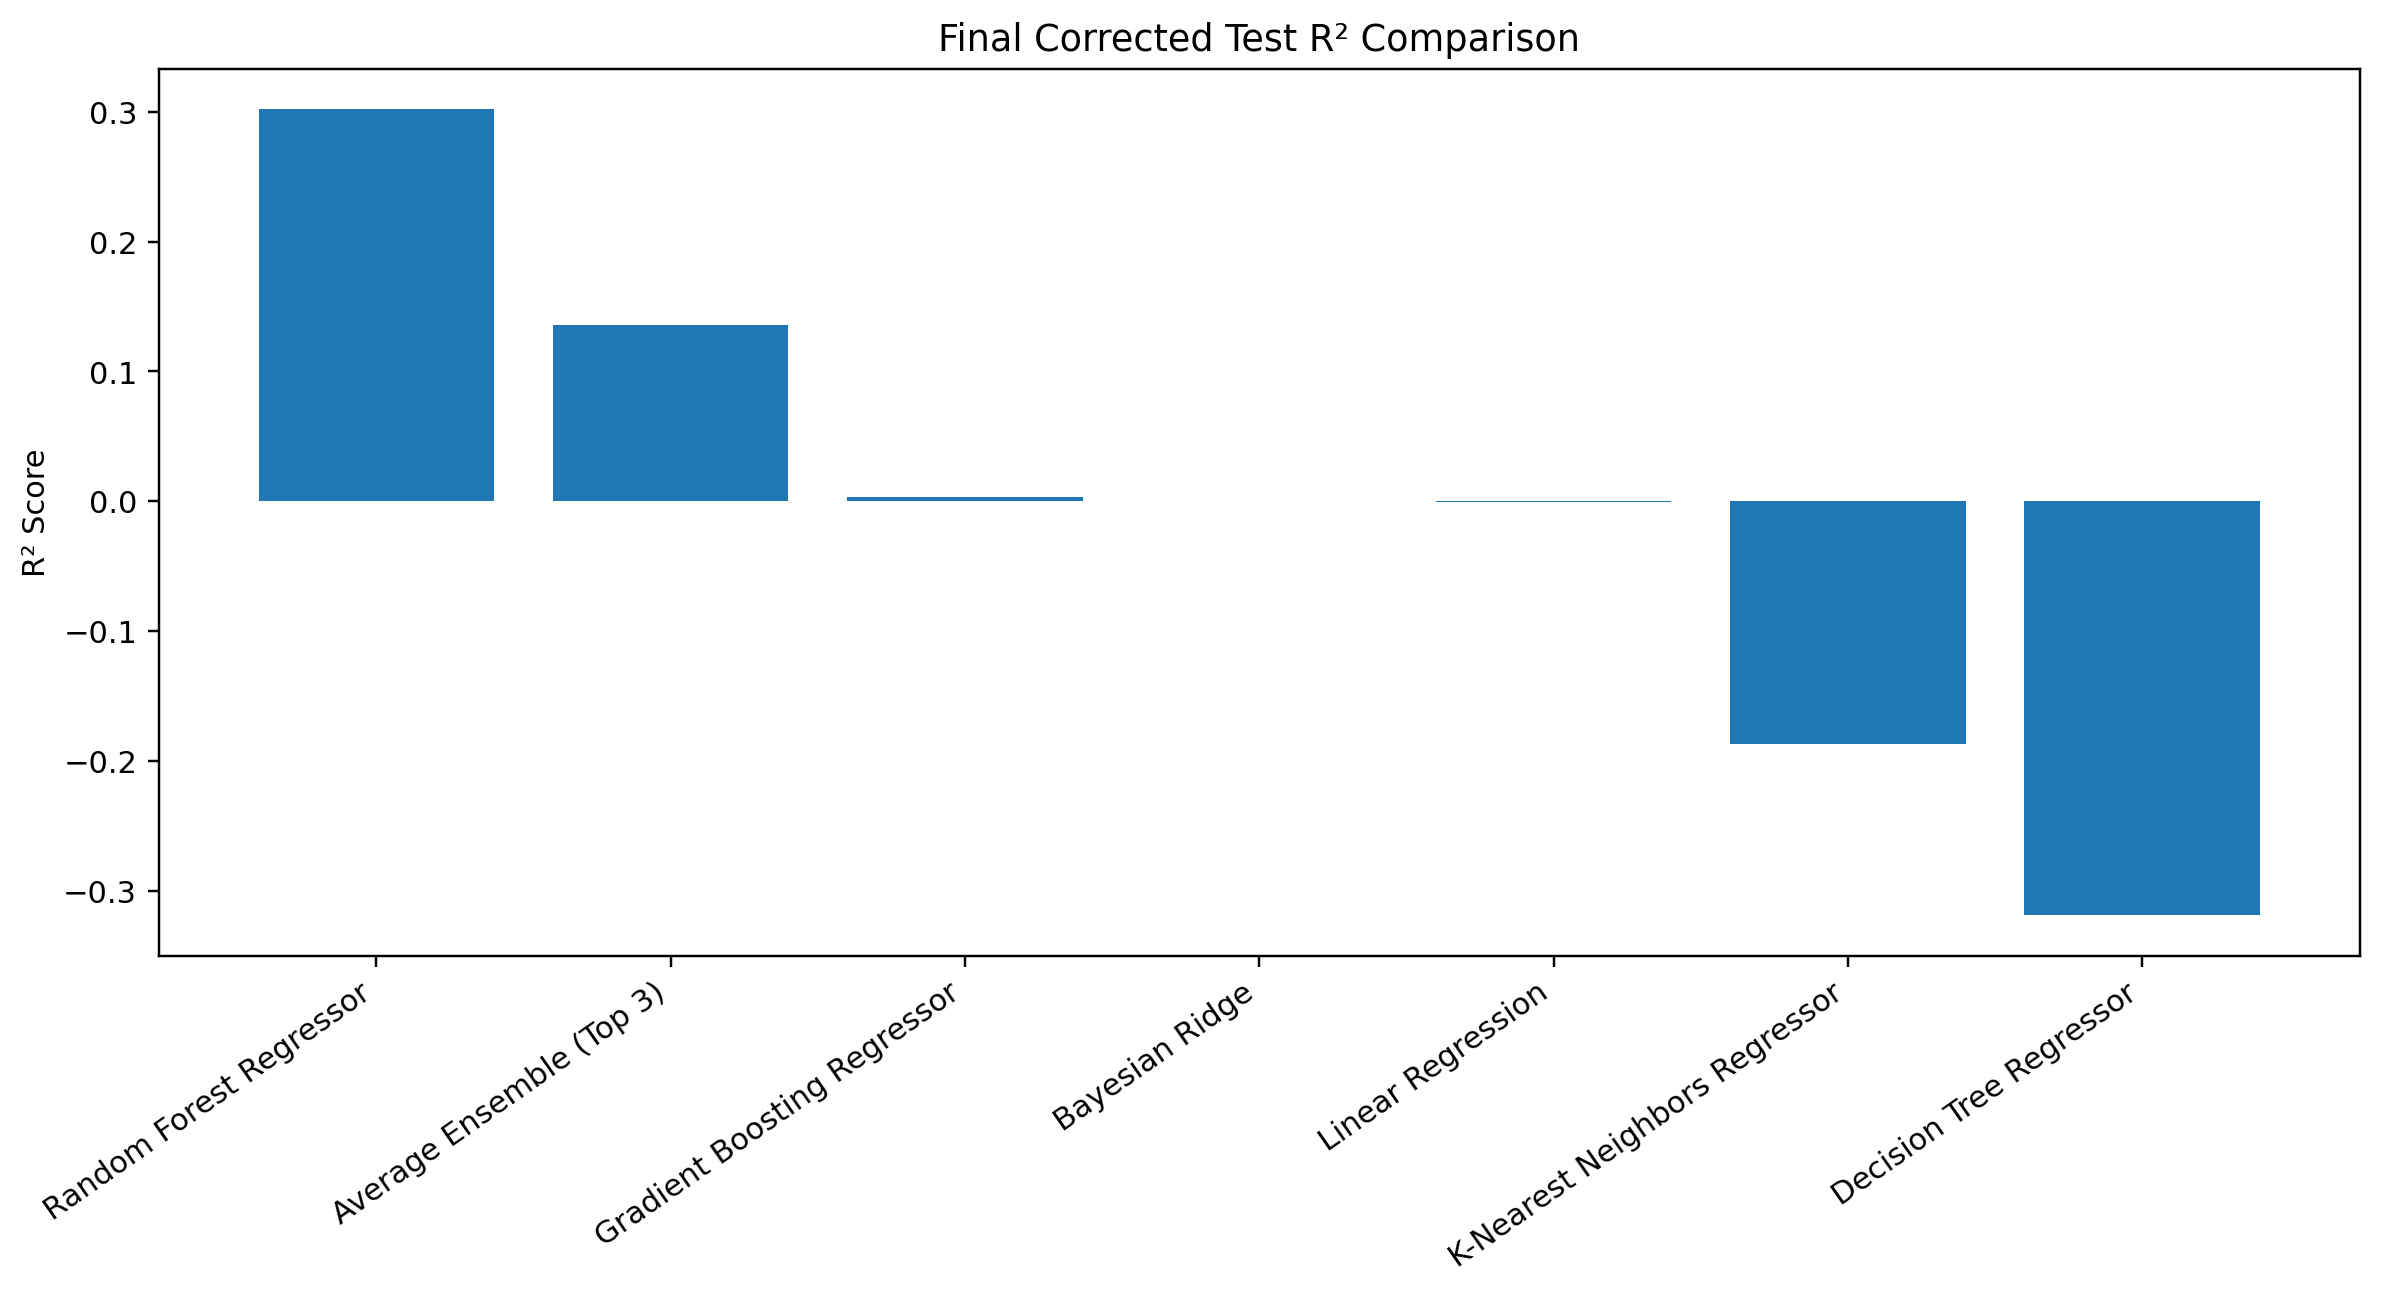 Final Corrected Test R² Comparison
R² Score
0.3
0.2
0.1
0.0
−0.1
−0.2
−0.3
Random Forest Regressor
Average Ensemble (Top 3)
Gradient Boosting Regressor
Bayesian Ridge
Linear Regression
K-Nearest Neighbors Regressor
Decision Tree Regressor